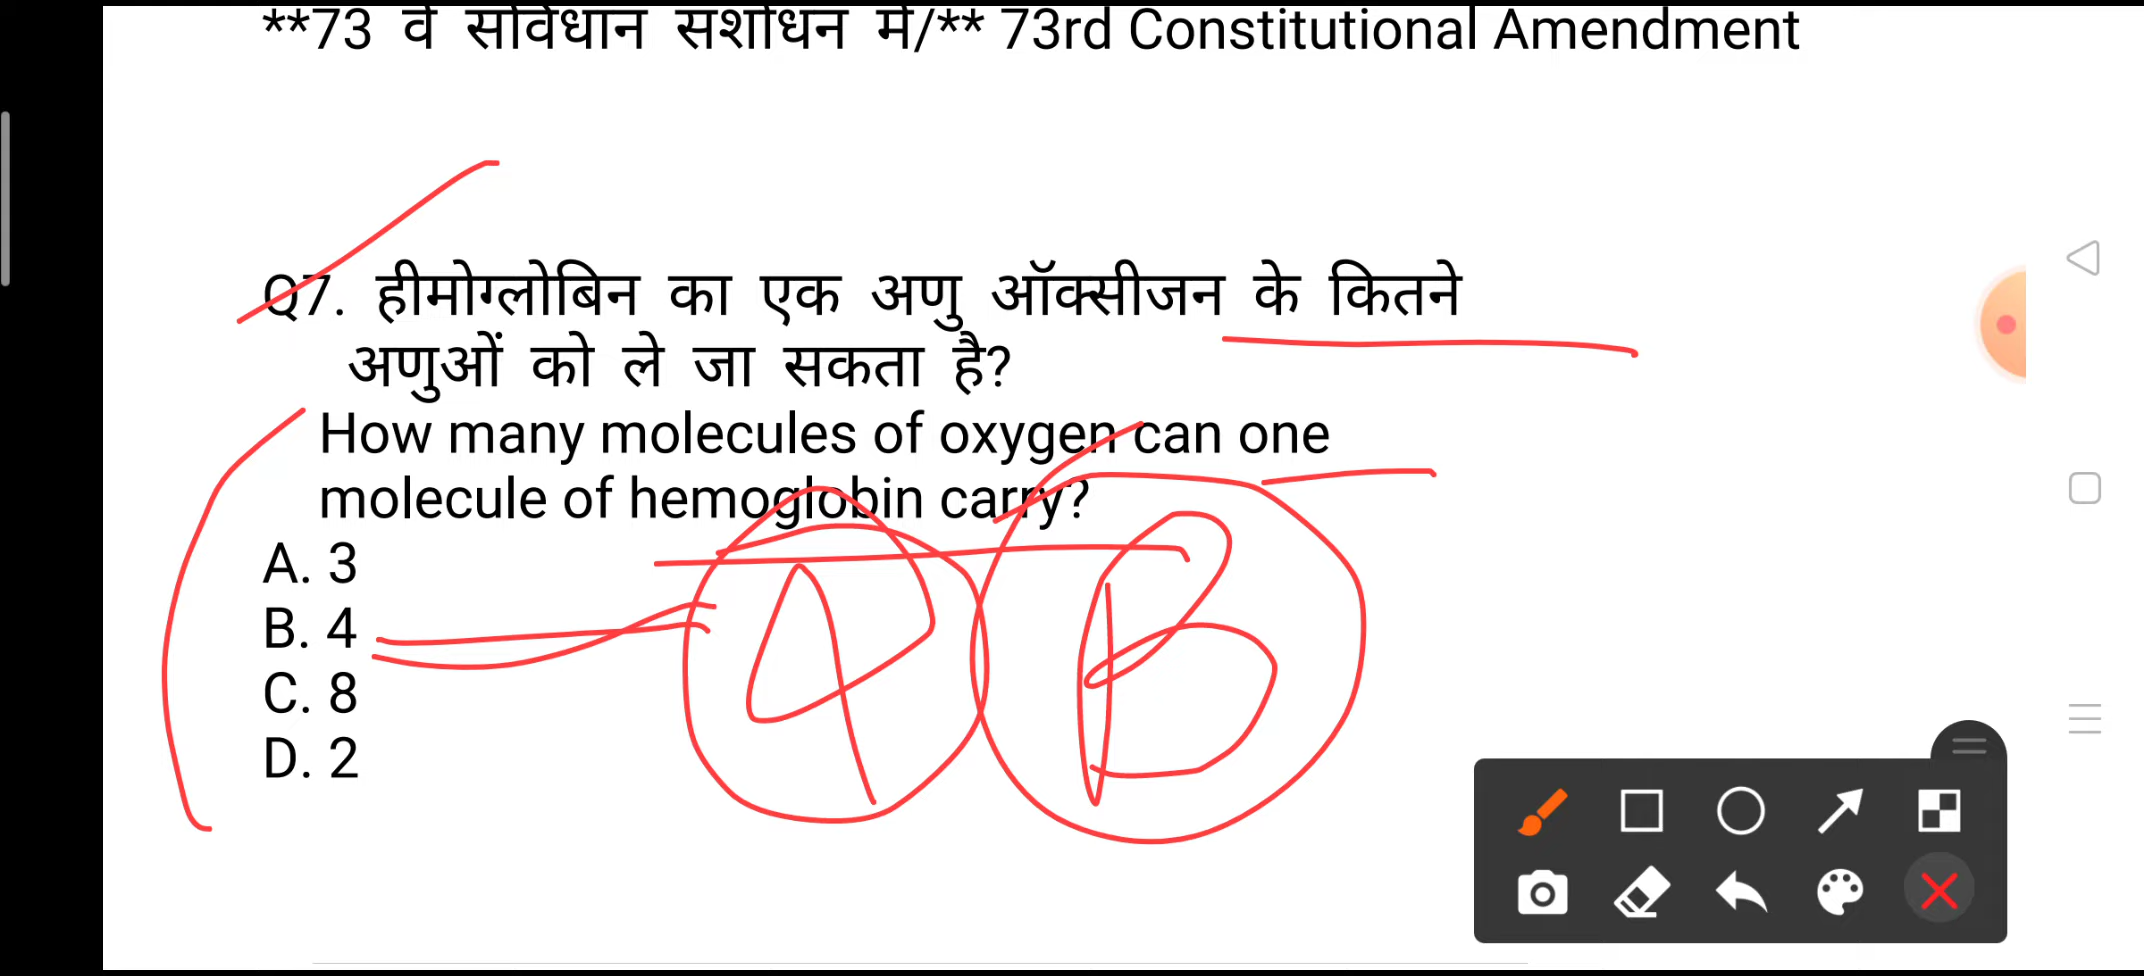 **73 वें संविधान संशोधन में/** 73rd Constitutional Amendment
Q7. हीमोग्लोबिन का एक अणु ऑक्सीजन के कितने
अणुओं को ले जा सकता है?
How many molecules of oxygen can one
molecule of hemoglobin carry?
A. 3
B. 4
C. 8
D. 2
4 B